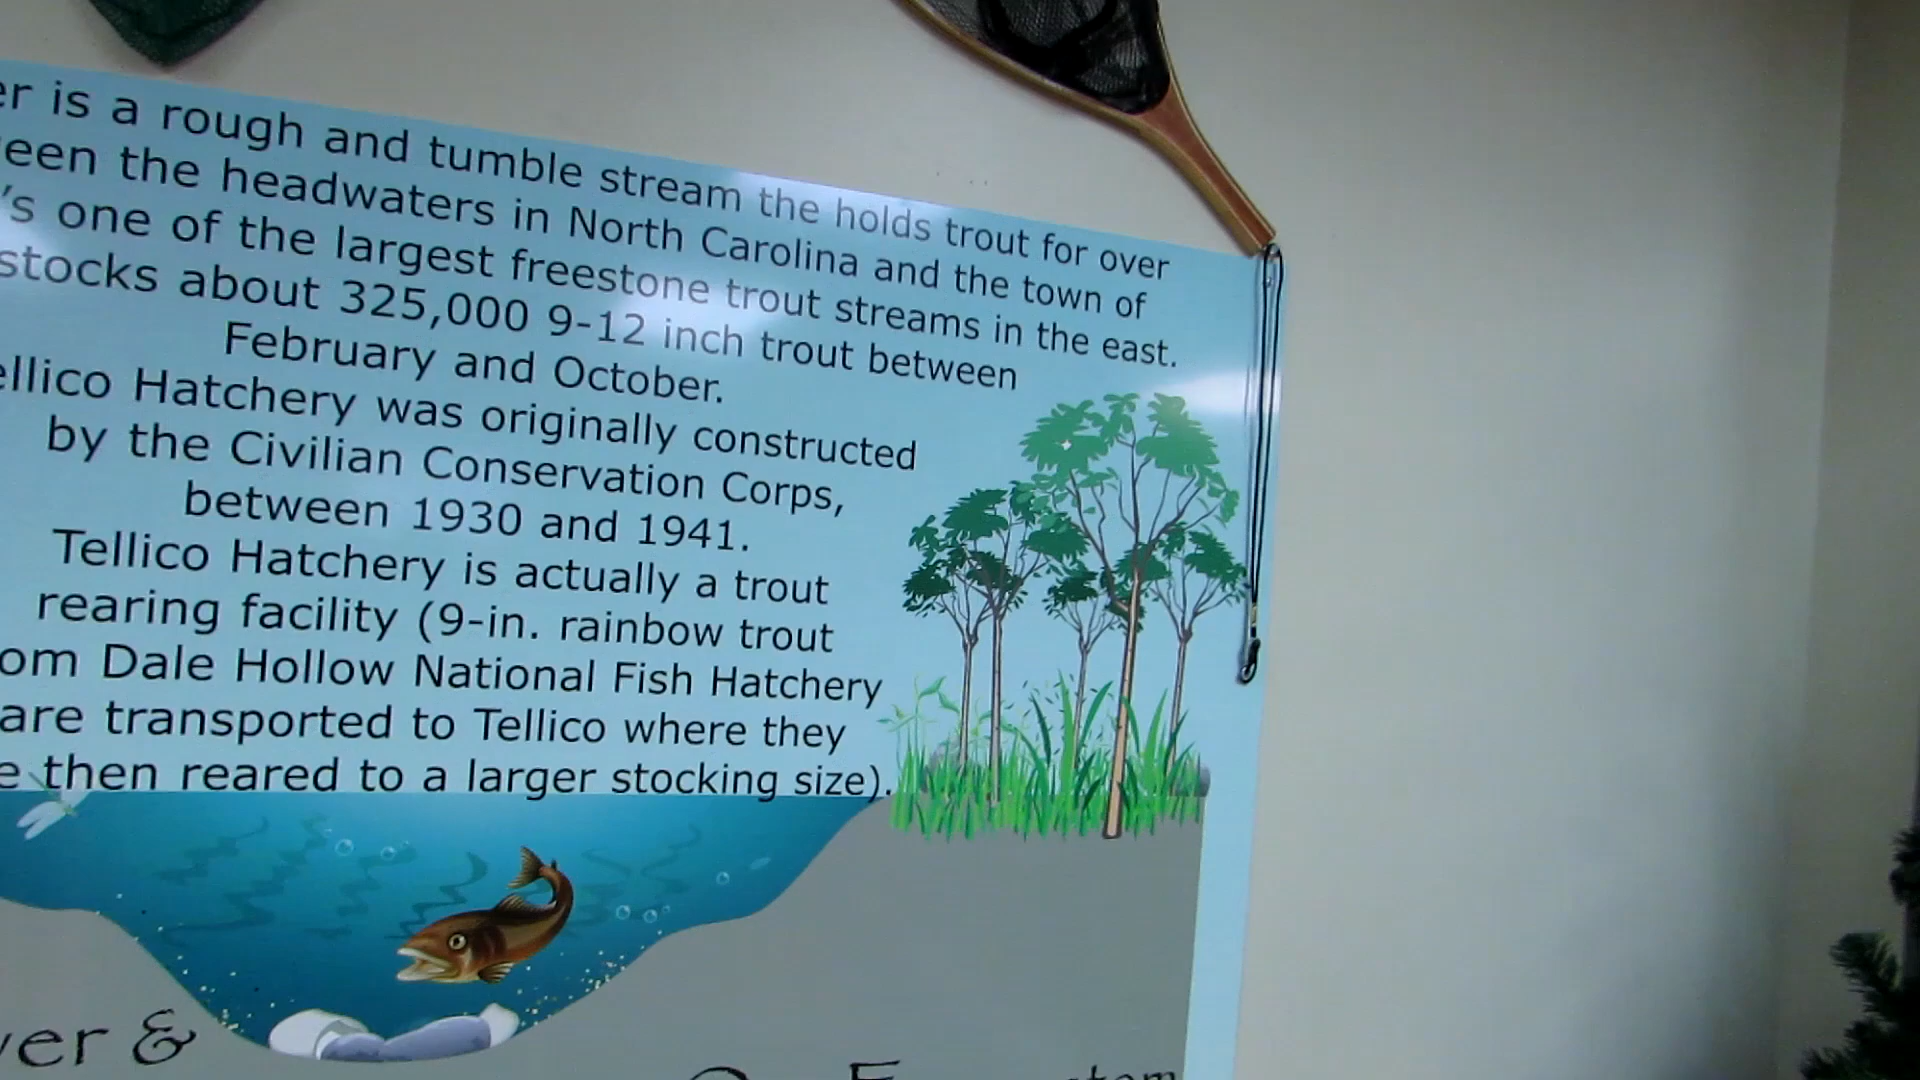 er is a rough and tumble stream the holds trout for over
een the headwaters in North Carolina and the town of
's one of the largest freestone trout streams in the east.
stocks about 325,000 9-12 inch trout between
February and October.
ellico Hatchery was originally constructed
by the Civilian Conservation Corps,
between 1930 and 1941.
Tellico Hatchery is actually a trout
rearing facility (9-in. rainbow trout
om Dale Hollow National Fish Hatchery
are transported to Tellico where they
e then reared to a larger stocking size).
ver &